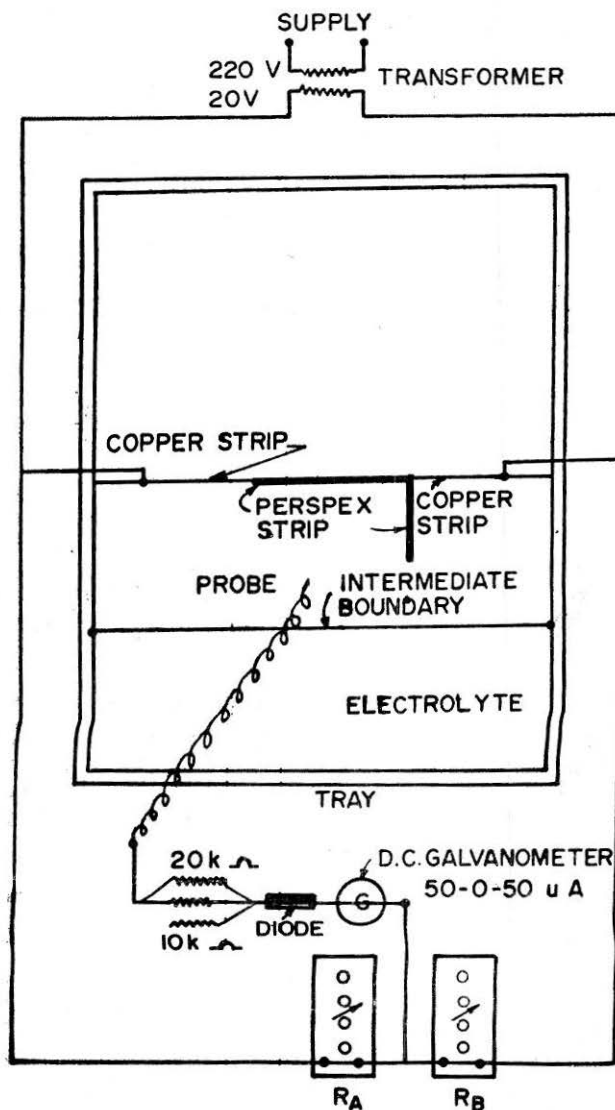 SUPPLY
220 V
TRANSFORMER
20V
COPPER STRIP
PERSPEX
STRIP
COPPER
STRIP
PROBE
INTERMEDIATE
BOUNDARY
ELECTROLYTE
TRAY
20k Ω
D.C. GALVANOMETER
50-0-50 u A
G
DIODE
10k Ω
RA
RB